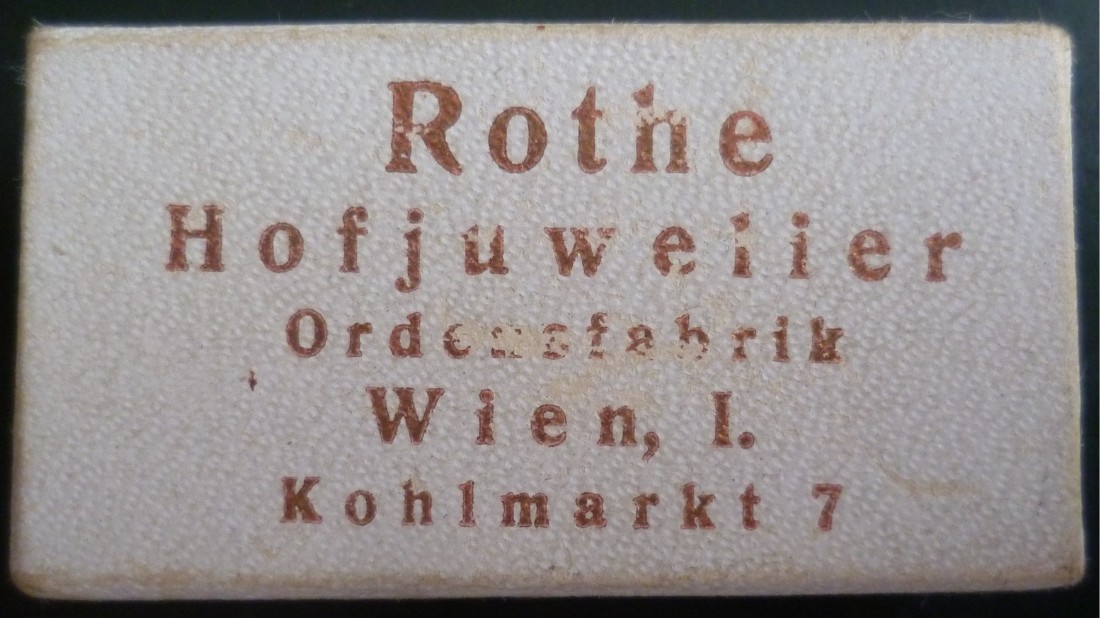 Rothe
Hofjuwelier
Ordensfabrik
Wien, I.
Kohlmarkt 7